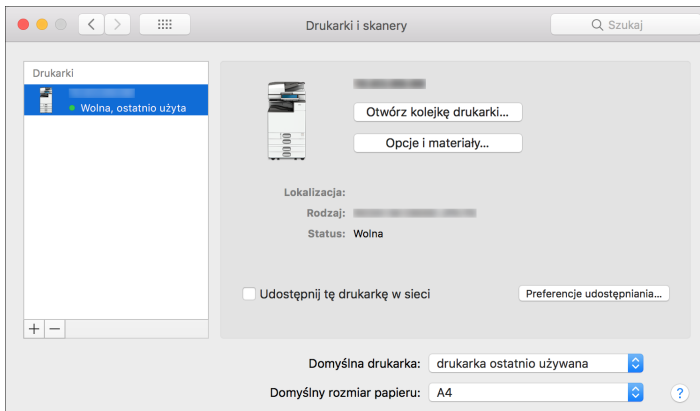 Drukarki i skanery
Szukaj
Drukarki
Wolna, ostatnio użyta
Otwórz kolejkę drukarki...
Opcje i materiały...
Lokalizacja:
Rodzaj:
Status: Wolna
Udostępnij tę drukarkę w sieci
Preferencje udostępniania...
Domyślna drukarka: drukarka ostatnio używana
Domyślny rozmiar papieru: A4
?